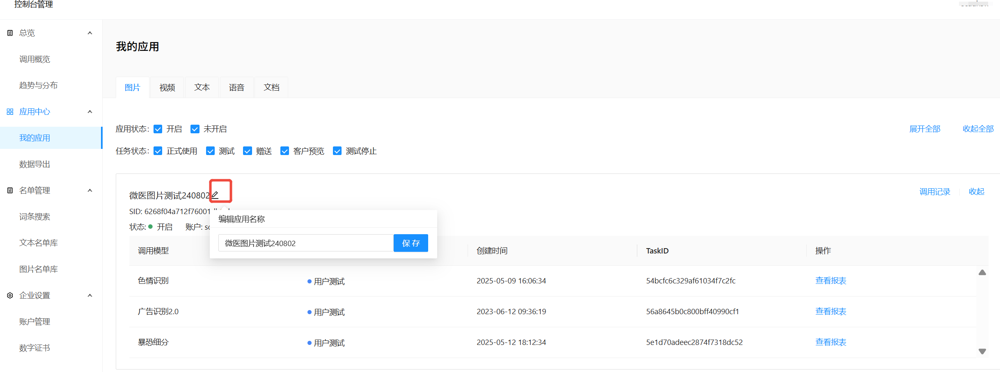 控制台管理
总览
调用概览
趋势与分布
应用中心
我的应用
数据导出
名单管理
词条搜索
文本名单库
图片名单库
企业设置
账户管理
数字证书
我的应用
图片 视频 文本 语音 文档
应用状态: 开启 未开启
展开全部 收起全部
任务状态: 正式使用 测试 赠送 客户预览 测试停止
微医图片测试240802
调用记录 收起
SID: 6268f04a712f76001
状态: 开启 账户:
编辑应用名称
微医图片测试240802 保存
调用模型 创建时间 TaskID 操作
色情识别 用户测试 2025-05-09 16:06:34 54bcfc6c329af61034f7c2fc 查看报表
广告识别2.0 用户测试 2023-06-12 09:36:19 56a8645b0c800bff40990cf1 查看报表
暴恐细分 用户测试 2025-05-12 18:12:34 5e1d70adeec2874f7318dc52 查看报表